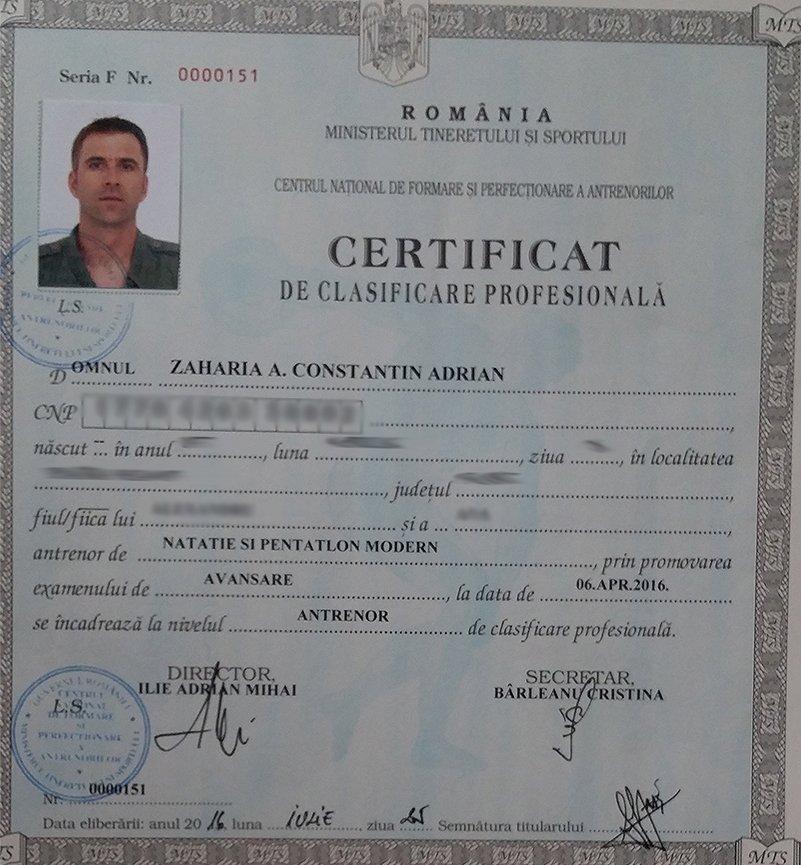 Seria F Nr. 0000151
ROMÂNIA
MINISTERUL TINERETULUI ȘI SPORTULUI
CENTRUL NAȚIONAL DE FORMARE ȘI PERFECȚIONARE A ANTRENORILOR
CERTIFICAT
DE CLASIFICARE PROFESIONALĂ
L.S.
DOMNUL ZAHARIA A. CONSTANTIN ADRIAN
CNP
născut în anul , luna , ziua , în localitatea
, județul ,
fiul/fiica lui și a ,
antrenor de NATATIE SI PENTATLON MODERN , prin promovarea
examenului de AVANSARE , la data de 06.APR.2016.
se încadrează la nivelul ANTRENOR de clasificare profesională.
DIRECTOR, SECRETAR,
ILIE ADRIAN MIHAI BÂRLEANU CRISTINA
L.S.
Nr. 0000151
Data eliberării: anul 2016, luna IULIE, ziua 25 Semnătura titularului
MTS